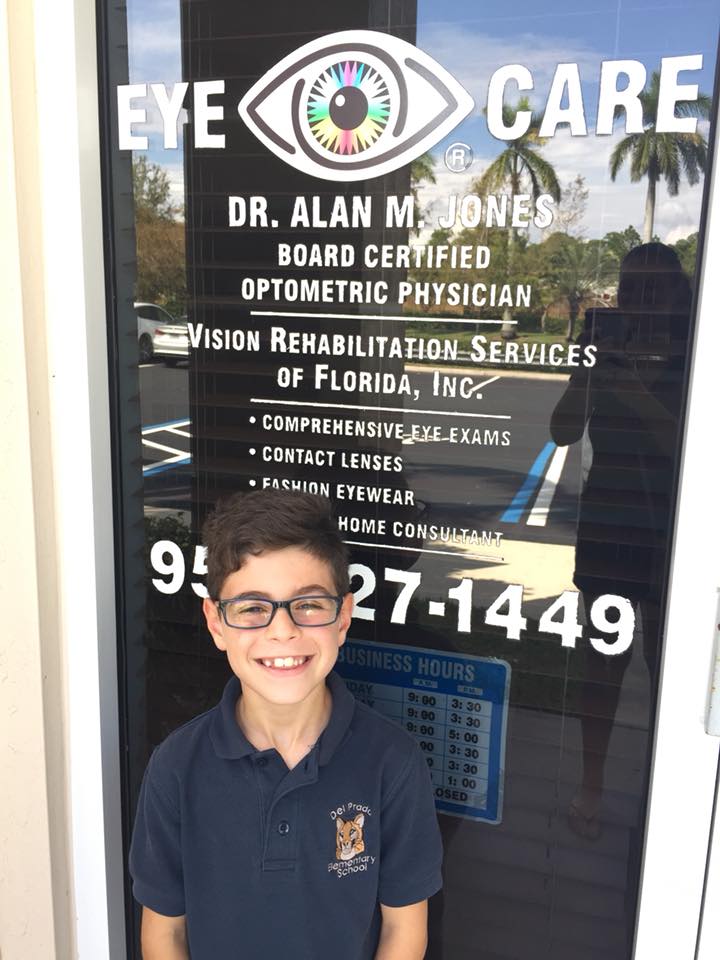 EYE CARE
®
DR. ALAN M. JONES
BOARD CERTIFIED
OPTOMETRIC PHYSICIAN
VISION REHABILITATION SERVICES
OF FLORIDA, INC.
• COMPREHENSIVE EYE EXAMS
• CONTACT LENSES
• FASHION EYEWEAR
HOME CONSULTANT
95 27-1449
BUSINESS HOURS
A.M. P.M.
9:00 3:30
9:00 3:30
9:00 5:00
00 3:30
3:30
1:00
CLOSED
Del Prado
Elementary
School